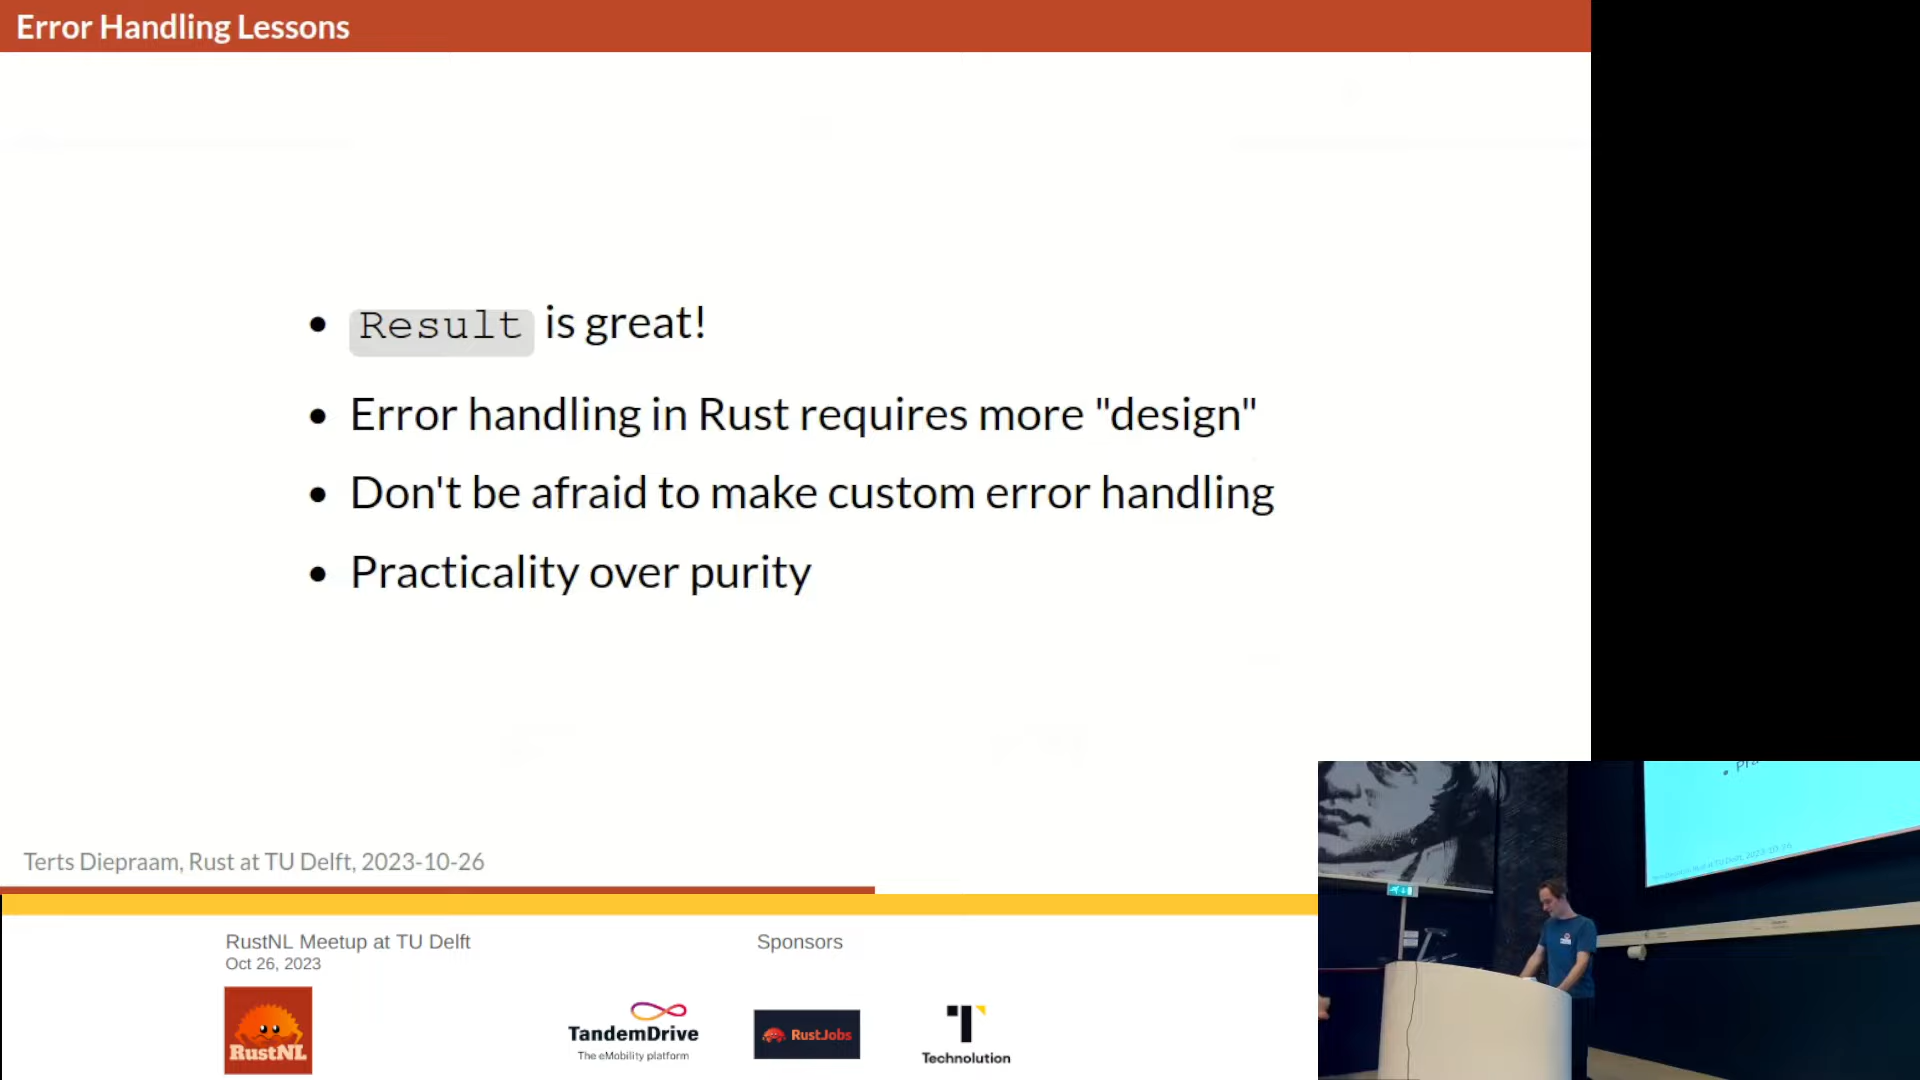 Error Handling Lessons
Result is great!
Error handling in Rust requires more "design"
Don't be afraid to make custom error handling
Practicality over purity
Terts Diepraam, Rust at TU Delft, 2023-10-26
RustNL Meetup at TU Delft
Oct 26, 2023
Sponsors
RustNL
TandemDrive
The eMobility platform
RustJobs
Technolution